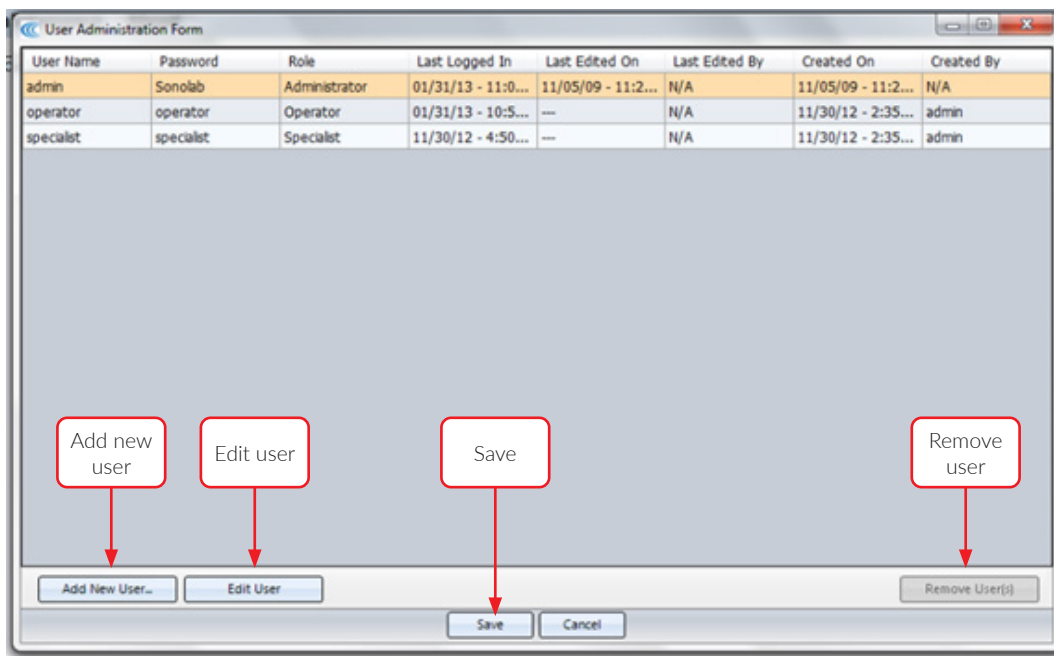 User Administration Form
User Name Password Role Last Logged In Last Edited On Last Edited By Created On Created By
admin Sonolab Administrator 01/31/13 - 11:0... 11/05/09 - 11:2... N/A 11/05/09 - 11:2... N/A
operator operator Operator 01/31/13 - 10:5... --- N/A 11/30/12 - 2:35... admin
specialist specialist Specialist 11/30/12 - 4:50... --- N/A 11/30/12 - 2:35... admin
Add new
user
Edit user
Save
Remove
user
Add New User... Edit User Remove User(s)
Save Cancel